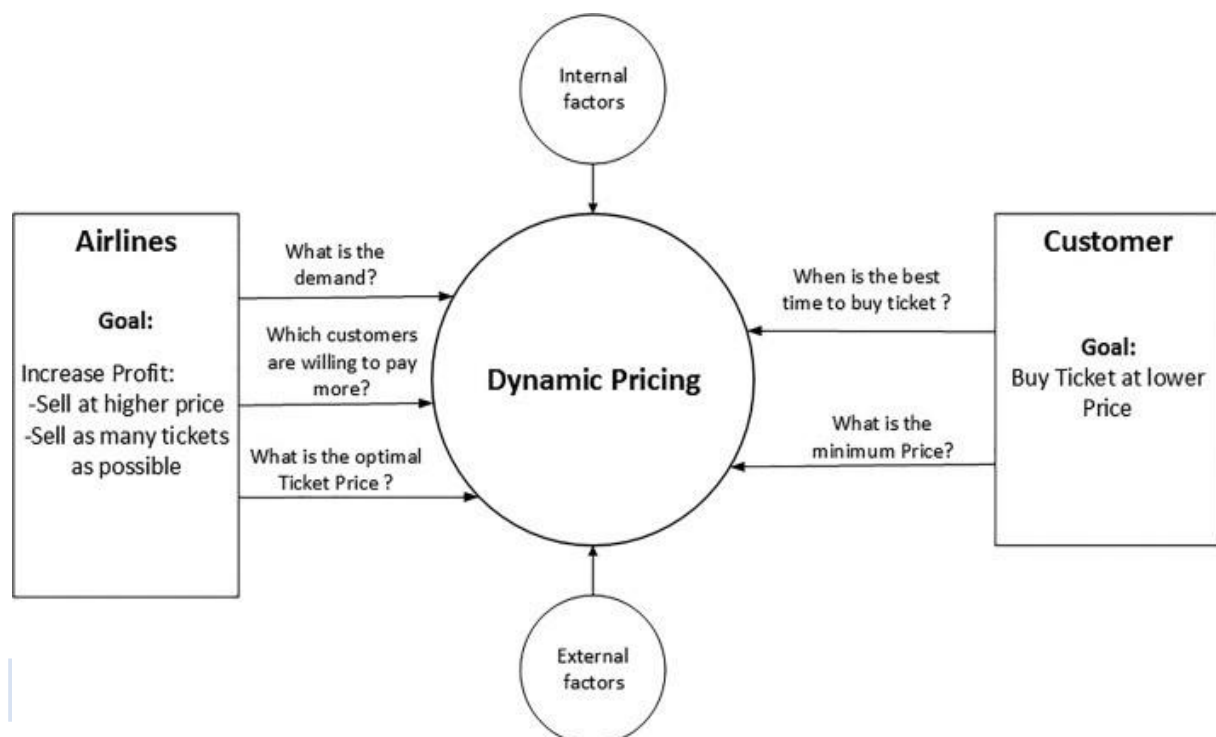 Internal
factors
Airlines
Goal:
Increase Profit:
-Sell at higher price
-Sell as many tickets
as possible
What is the
demand?
Which customers
are willing to pay
more?
What is the optimal
Ticket Price ?
Dynamic Pricing
When is the best
time to buy ticket ?
What is the
minimum Price?
Customer
Goal:
Buy Ticket at lower
Price
External
factors